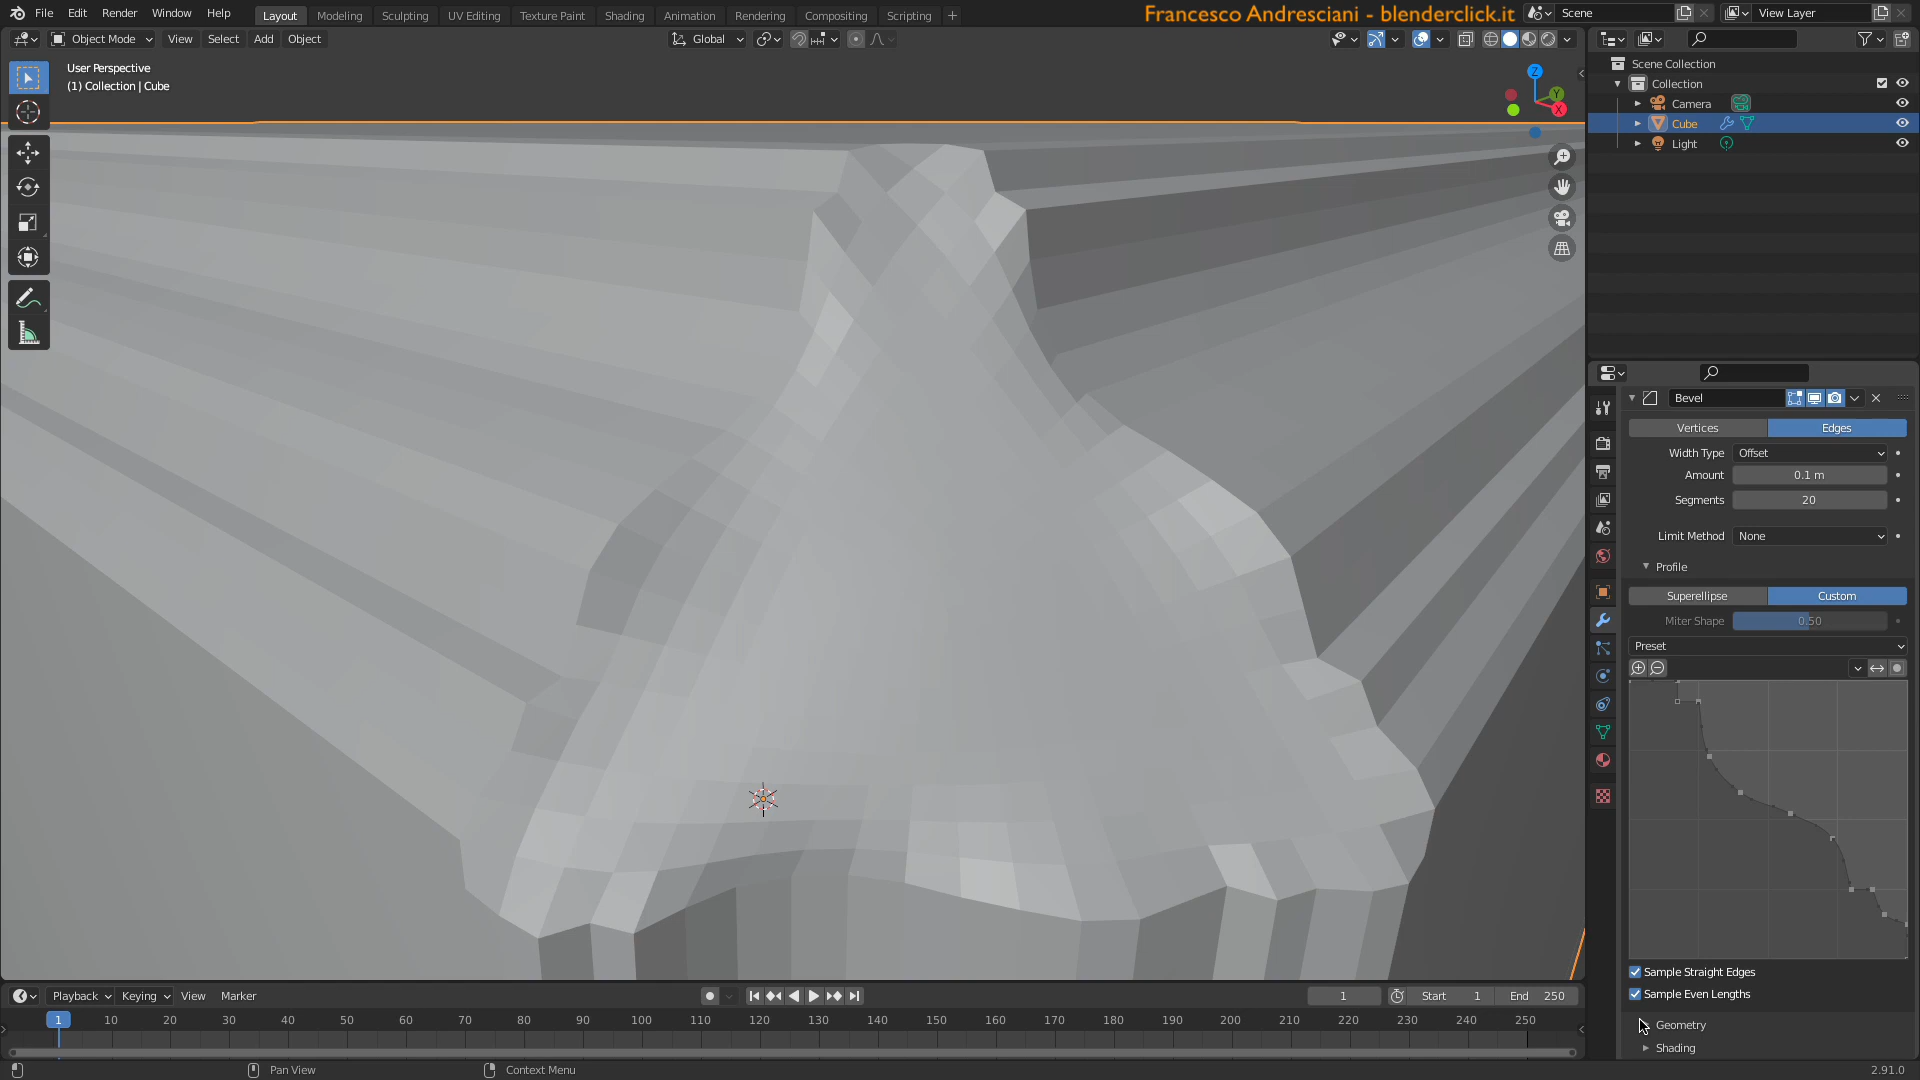 File Edit Render Window Help Layout Modeling Sculpting UV Editing Texture Paint Shading Animation Rendering Compositing Scripting + Francesco Andresciani - blenderclick.it Scene View Layer
Object Mode View Select Add Object Global
User Perspective
(1) Collection | Cube
Z
Y
X
Scene Collection
Collection
Camera
Cube
Light
Bevel
Vertices Edges
Width Type Offset
Amount 0.1 m
Segments 20
Limit Method None
Profile
Superellipse Custom
Miter Shape 0.50
Preset
Sample Straight Edges
Sample Even Lengths
Geometry
Shading
Playback Keying View Marker 1 Start 1 End 250
1 10 20 30 40 50 60 70 80 90 100 110 120 130 140 150 160 170 180 190 200 210 220 230 240 250
Pan View Context Menu 2.91.0